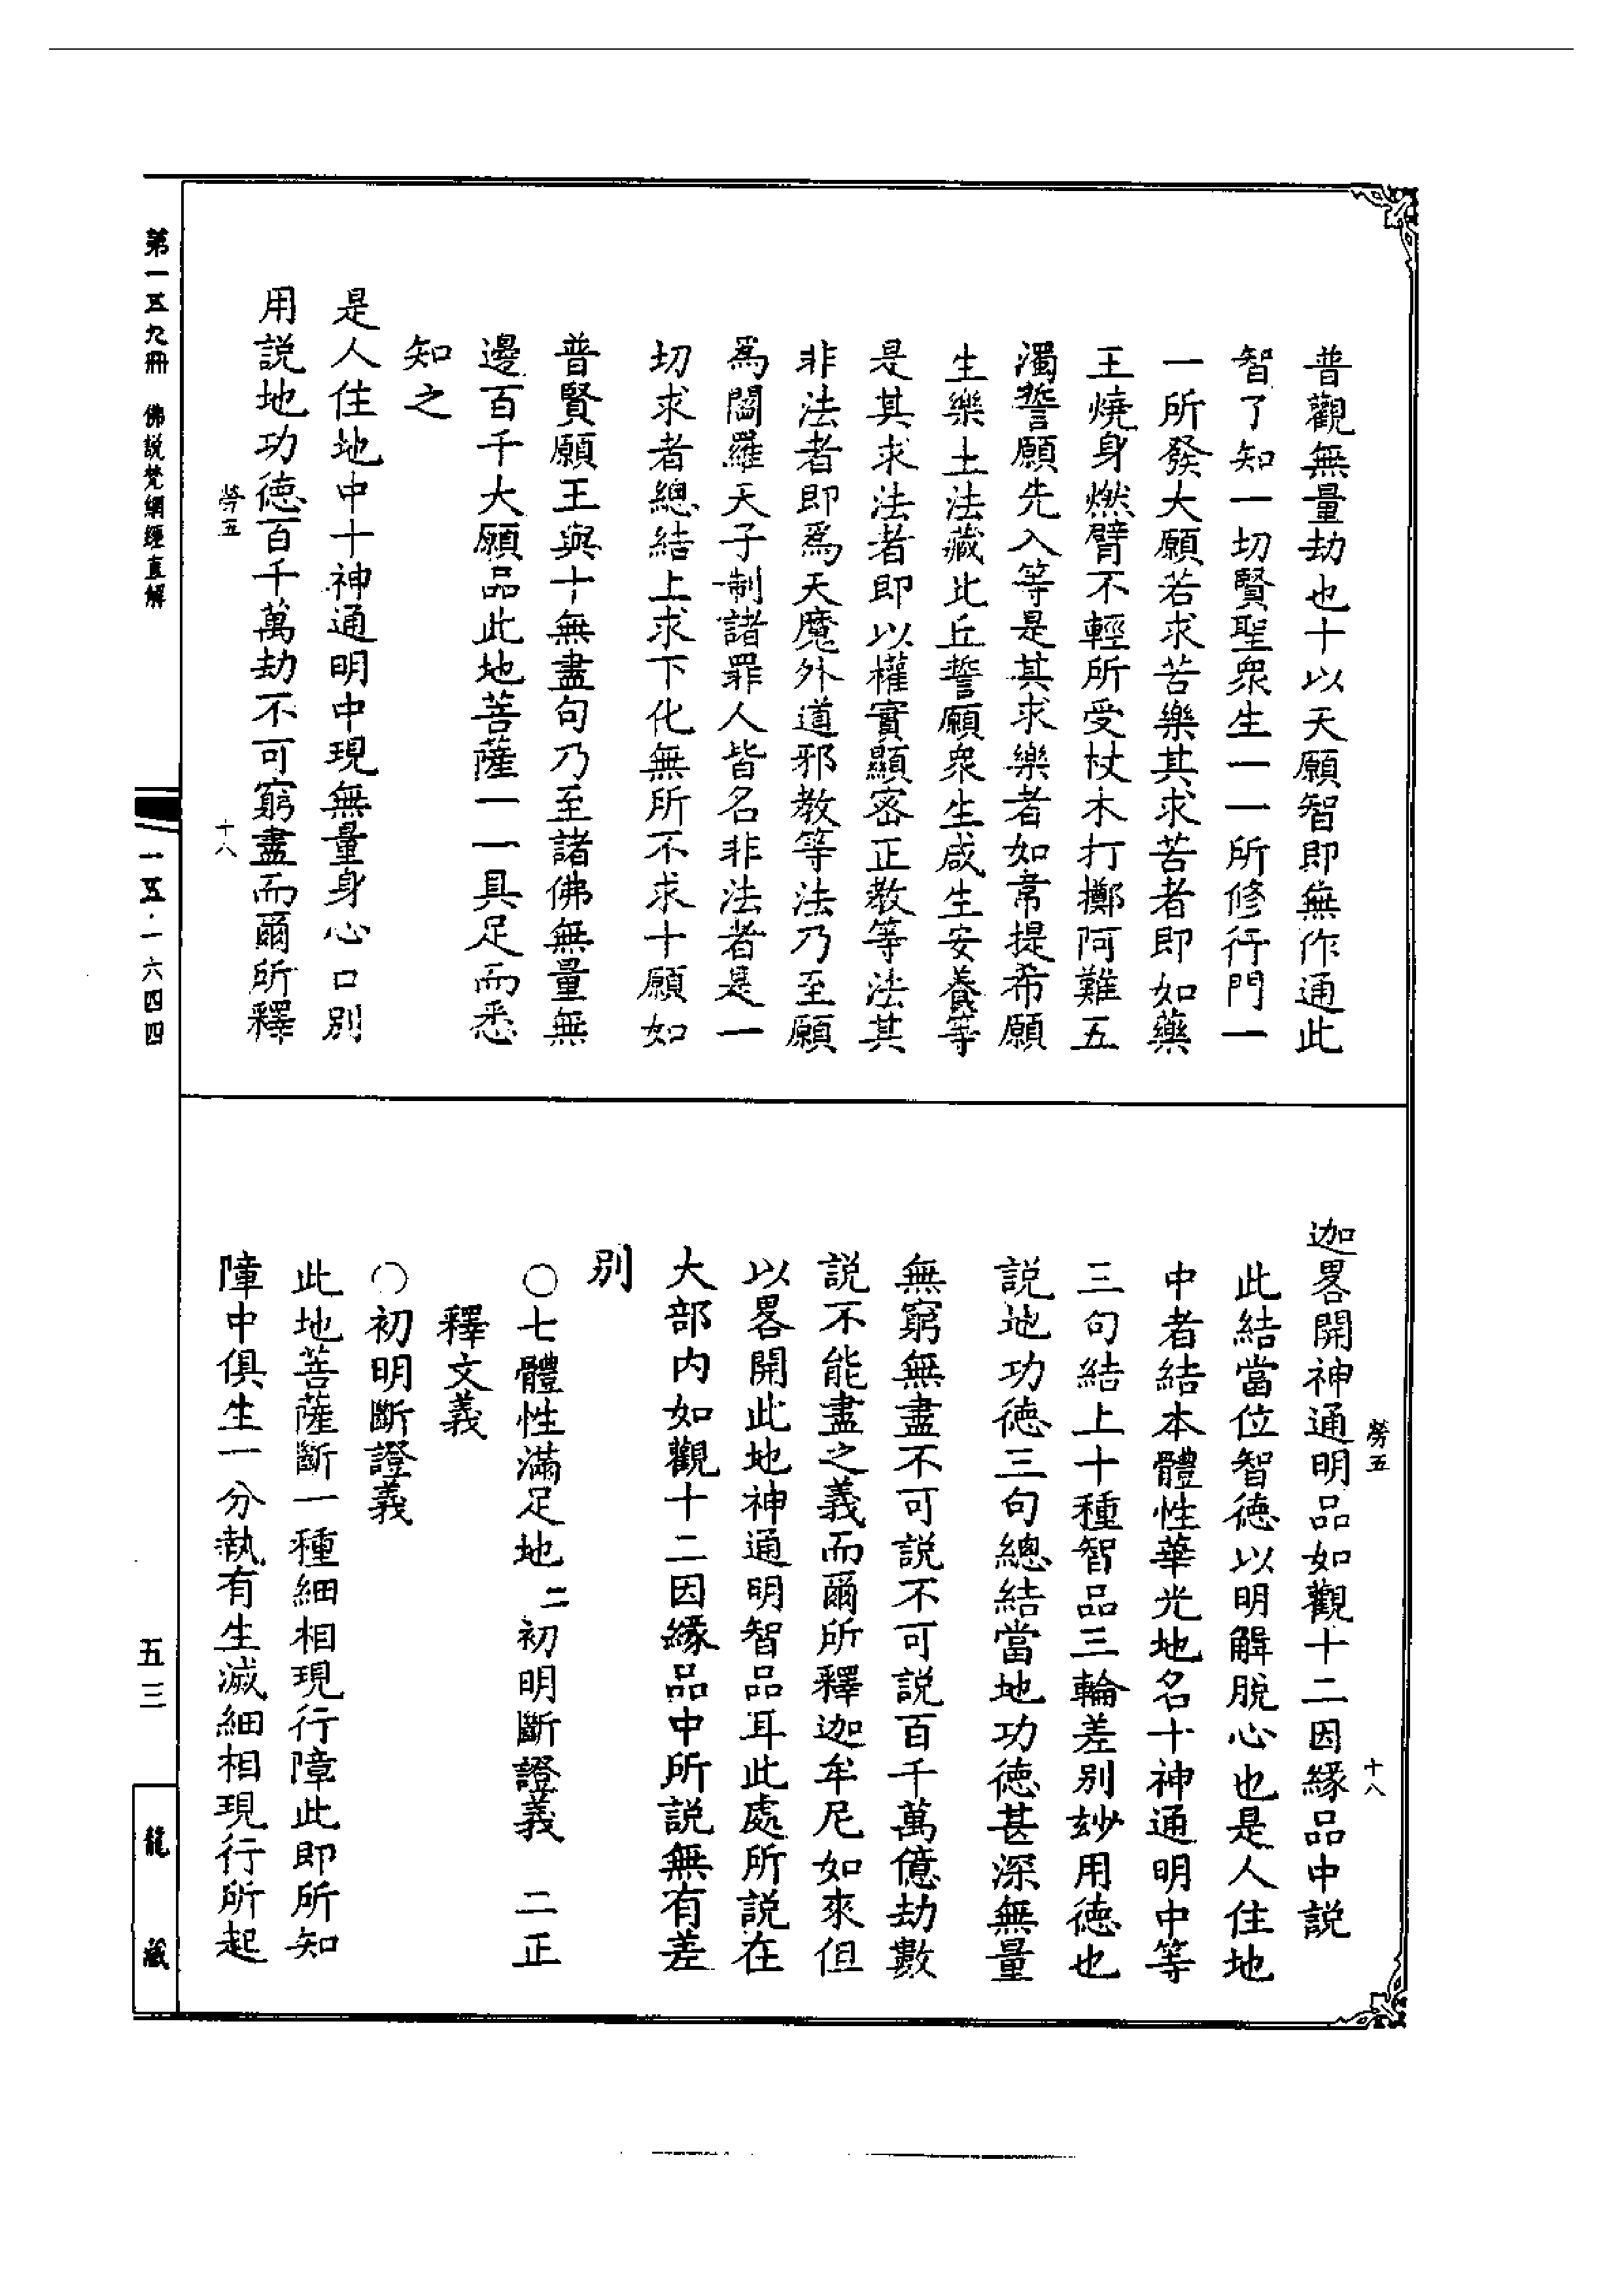 普觀無量劫也十以天願智即無作通此
智了知一切賢聖衆生一一所修行門一
一所發大願若求苦樂其求苦者即如藥
王燒身燃臂不輕所受杖木打擲阿難五
濁誓願先入等是其求樂者如韋提希願
生樂土法藏比丘誓願衆生咸生安養等
是其求法者即以權實顯密正教等法其
非法者即爲天魔外道邪教等法乃至願
爲閻羅天子制諸罪人皆名非法者是一
切求者總結上求下化無所不求十願如
普賢願王與十無盡句乃至諸佛無量無
邊百千大願品此地菩薩一一具足而悉
知之
是人住地中十神通明中現無量身心口別
用説地功德百千萬劫不可窮盡而爾所釋
勞五 十八
勞五 十八
迦畧開神通明品如觀十二因緣品中説
此結當位智德以明解脫心也是人住地
中者結本體性華光地名十神通明中等
三句結上十種智品三輪差別妙用德也
説地功德三句總結當地功德甚深無量
無窮無盡不可説不可説百千萬億劫數
説不能盡之義而爾所釋迦牟尼如來但
以畧開此地神通明智品耳此處所説在
大部内如觀十二因緣品中所説無有差
別
○七體性滿足地 二 初明斷證義 二正
釋文義
○初明斷證義
此地菩薩斷一種細相現行障此即所知
障中俱生一分執有生滅細相現行所起
第一五九冊 佛説梵網經直解
一五·一六四四
五三
龍藏